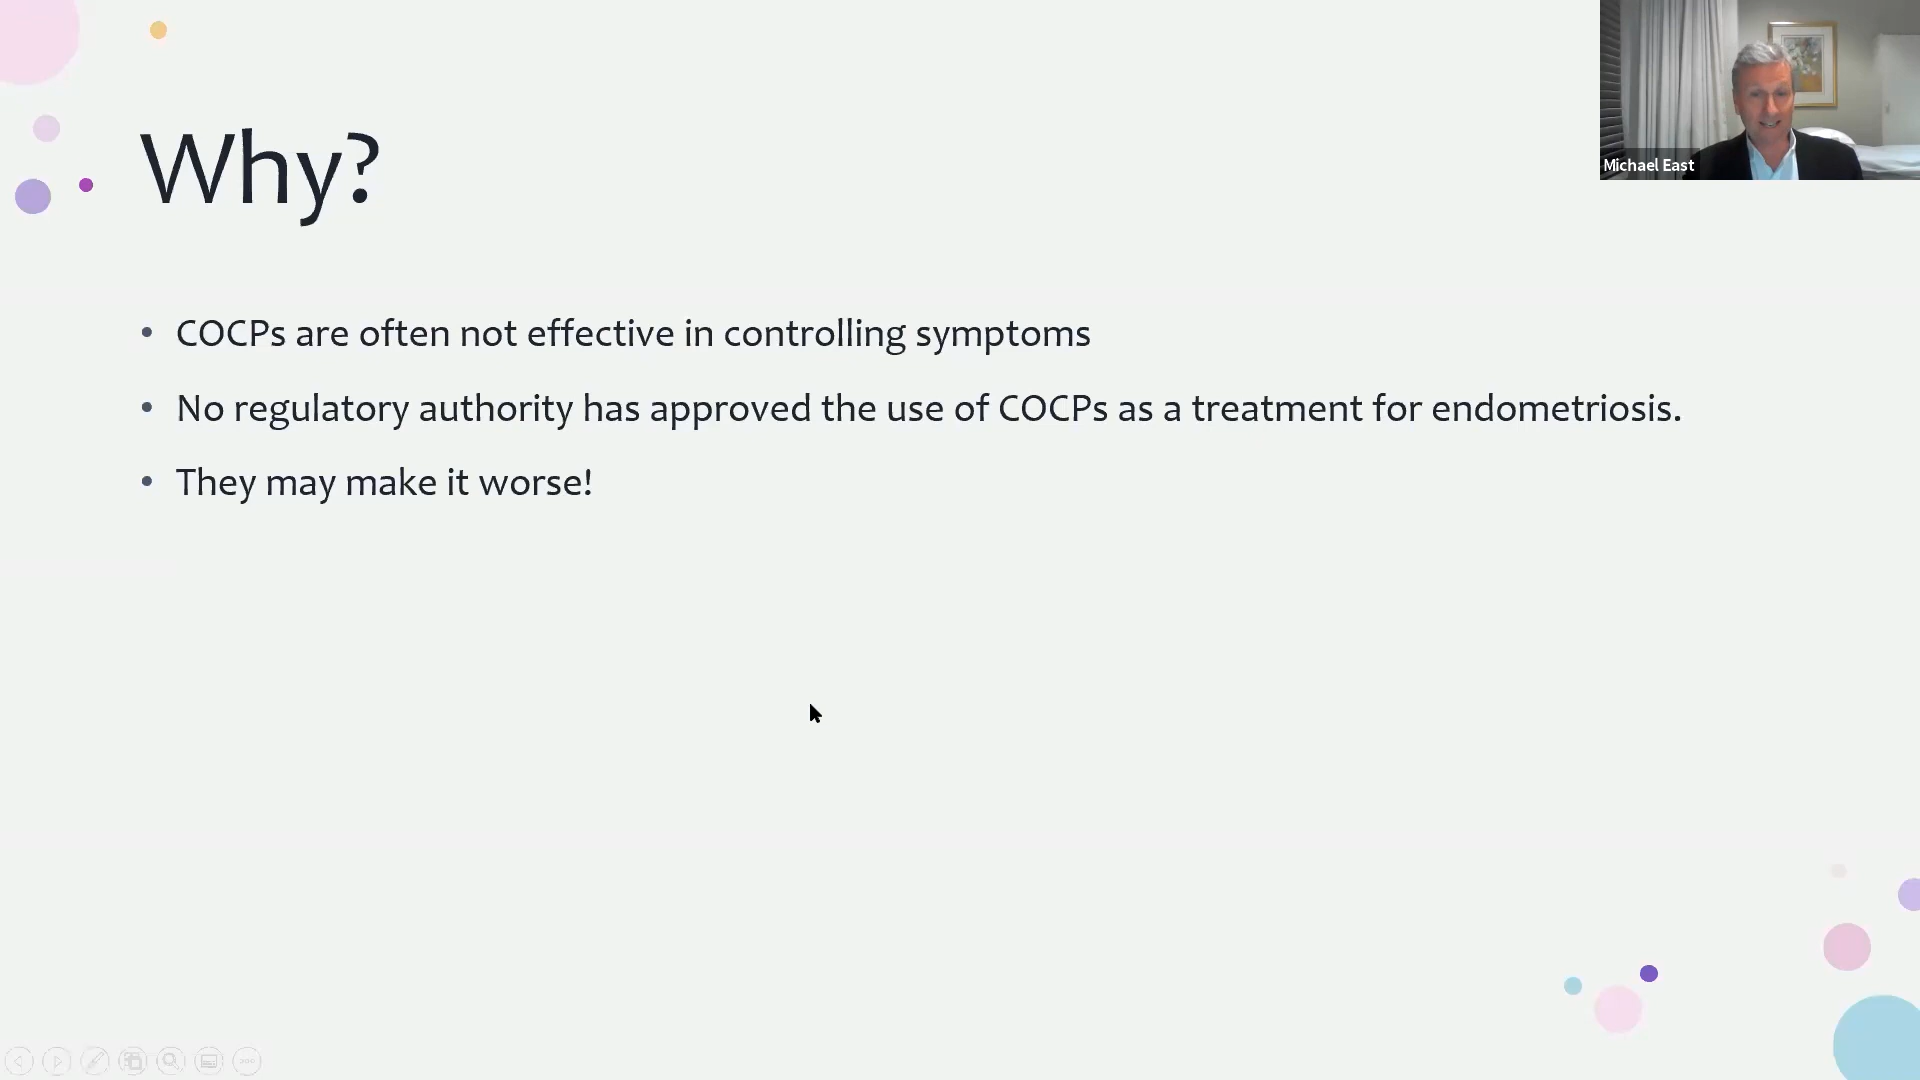 Michael East
Why?
• COCPs are often not effective in controlling symptoms
• No regulatory authority has approved the use of COCPs as a treatment for endometriosis.
• They may make it worse!